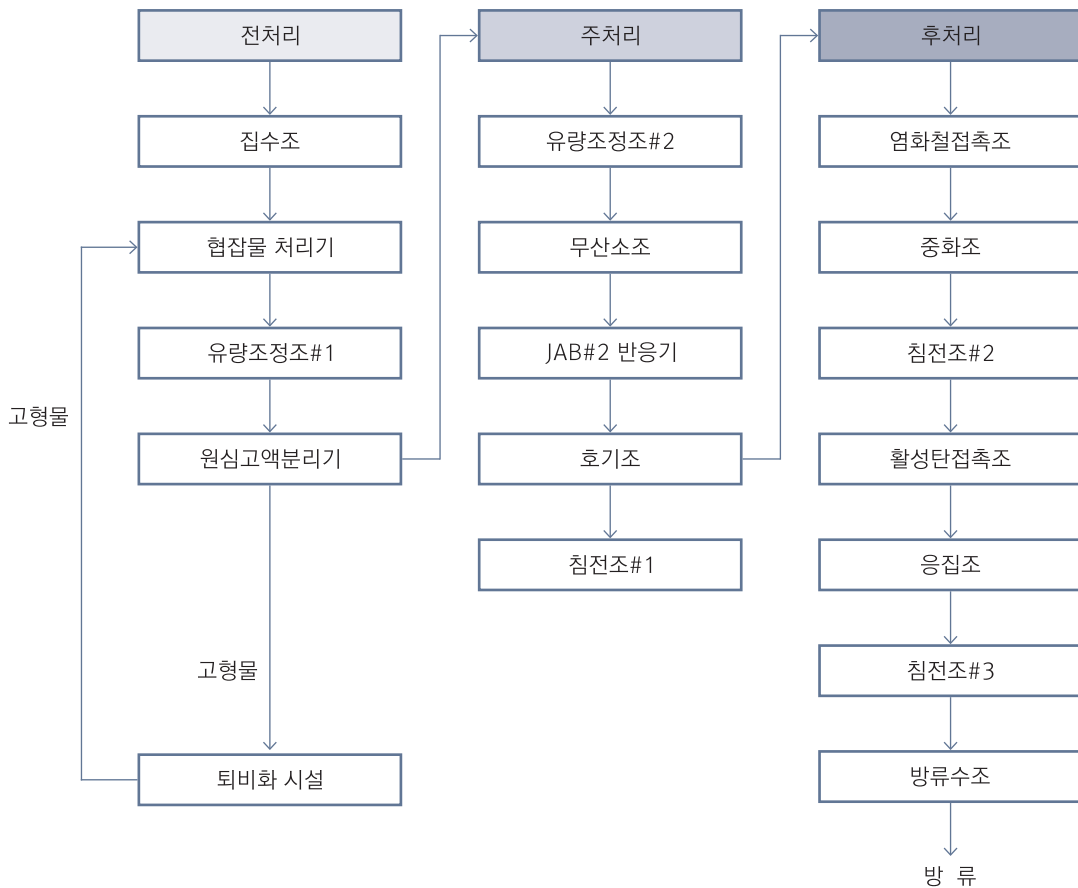 전처리
집수조
협잡물 처리기
유량조정조#1
원심고액분리기
고형물
고형물
퇴비화 시설
주처리
유량조정조#2
무산소조
JAB#2 반응기
호기조
침전조#1
후처리
염화철접촉조
중화조
침전조#2
활성탄접촉조
응집조
침전조#3
방류수조
방 류